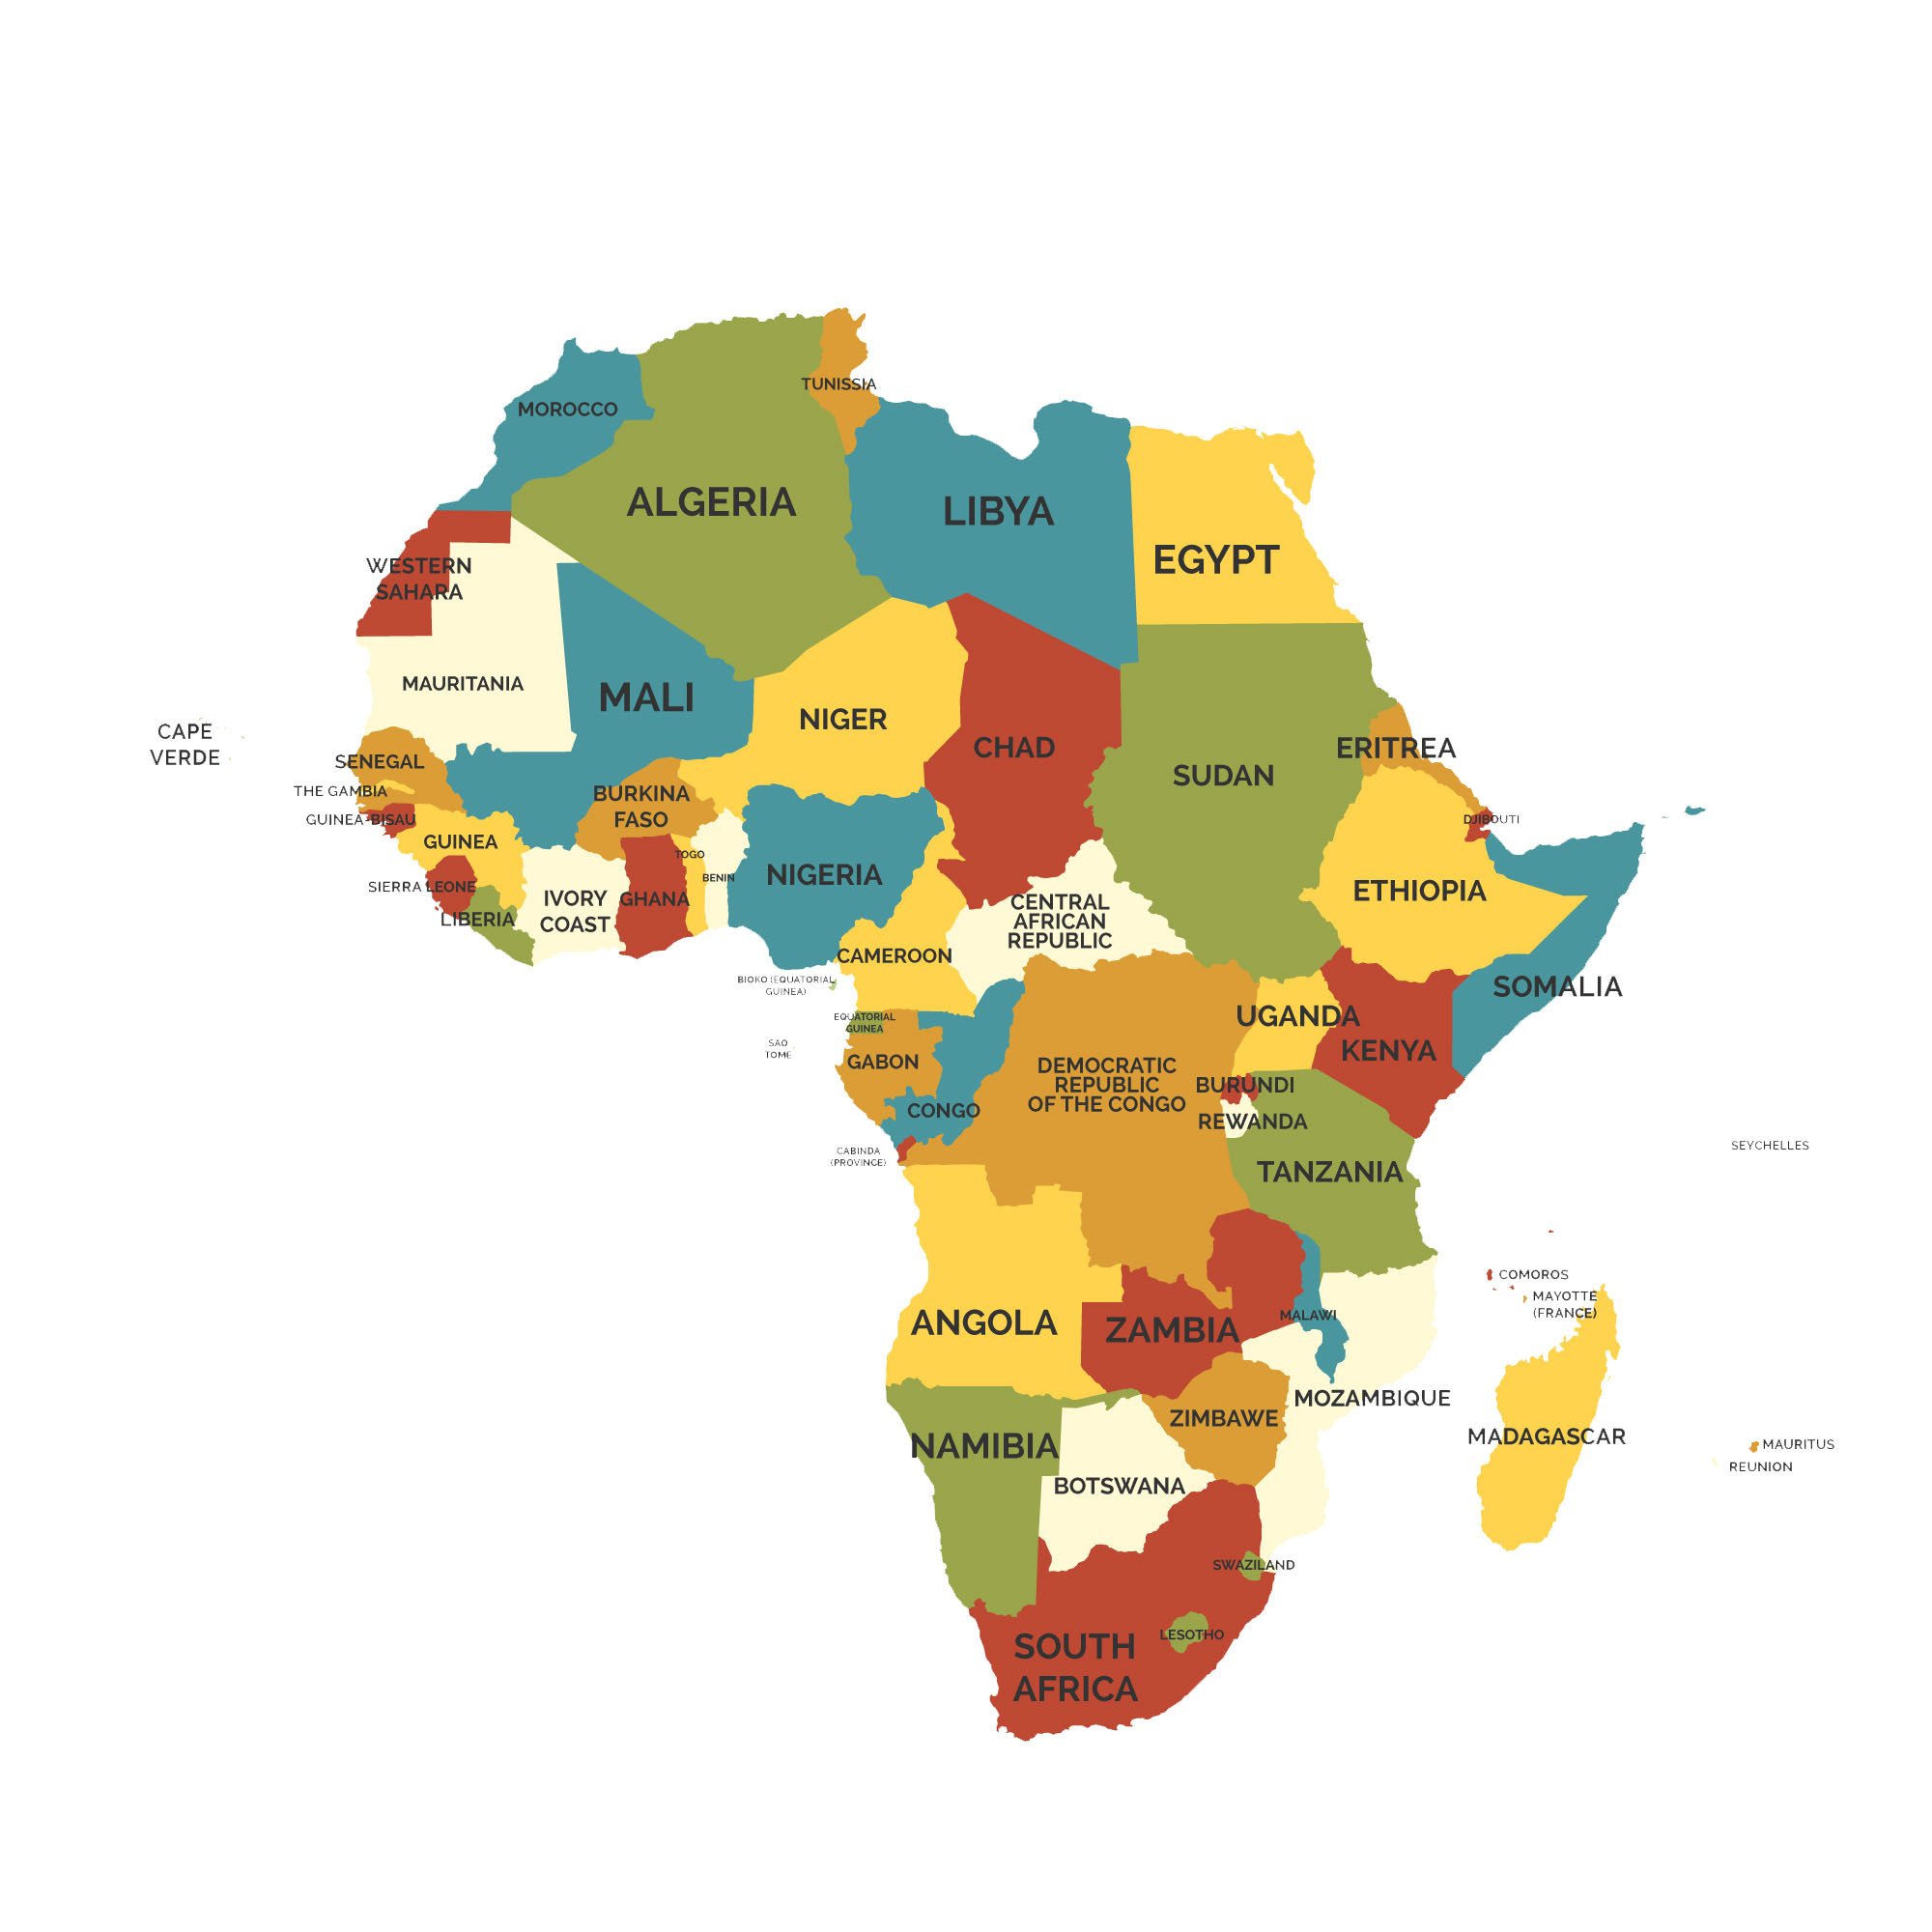 TUNISSIA
MOROCCO
ALGERIA
LIBYA
EGYPT
WESTERN
SAHARA
MAURITANIA
MALI
NIGER
CHAD
SUDAN
ERITREA
CAPE
VERDE
SENEGAL
THE GAMBIA
GUINEA-BISAU
GUINEA
BURKINA
FASO
DJIBOUTI
SIERRA LEONE
LIBERIA
IVORY
COAST
GHANA
TOGO
BENIN
NIGERIA
ETHIOPIA
CENTRAL
AFRICAN
REPUBLIC
CAMEROON
BIOKO (EQUATORIAL
GUINEA)
SOMALIA
EQUATORIAL
GUINEA
UGANDA
SAO
TOME
GABON
KENYA
DEMOCRATIC
REPUBLIC
OF THE CONGO
BURUNDI
CONGO
REWANDA
CABINDA
(PROVINCE)
SEYCHELLES
TANZANIA
COMOROS
MAYOTTE
(FRANCE)
ANGOLA
ZAMBIA
MALAWI
MOZAMBIQUE
ZIMBAWE
NAMIBIA
MADAGASCAR
MAURITUS
REUNION
BOTSWANA
SWAZILAND
LESOTHO
SOUTH
AFRICA